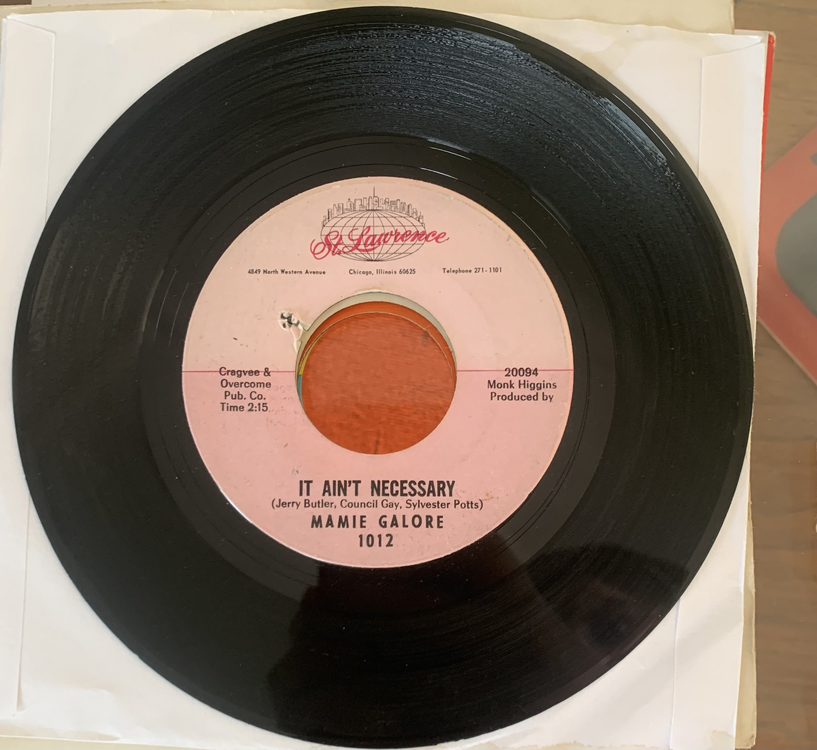 St. Lawrence
4849 North Western Avenue Chicago, Illinois 60625 Telephone 271-1101
Cragvee &
Overcome
Pub. Co.
Time 2:15
20094
Monk Higgins
Produced by
IT AIN'T NECESSARY
(Jerry Butler, Council Gay, Sylvester Potts)
MAMIE GALORE
1012